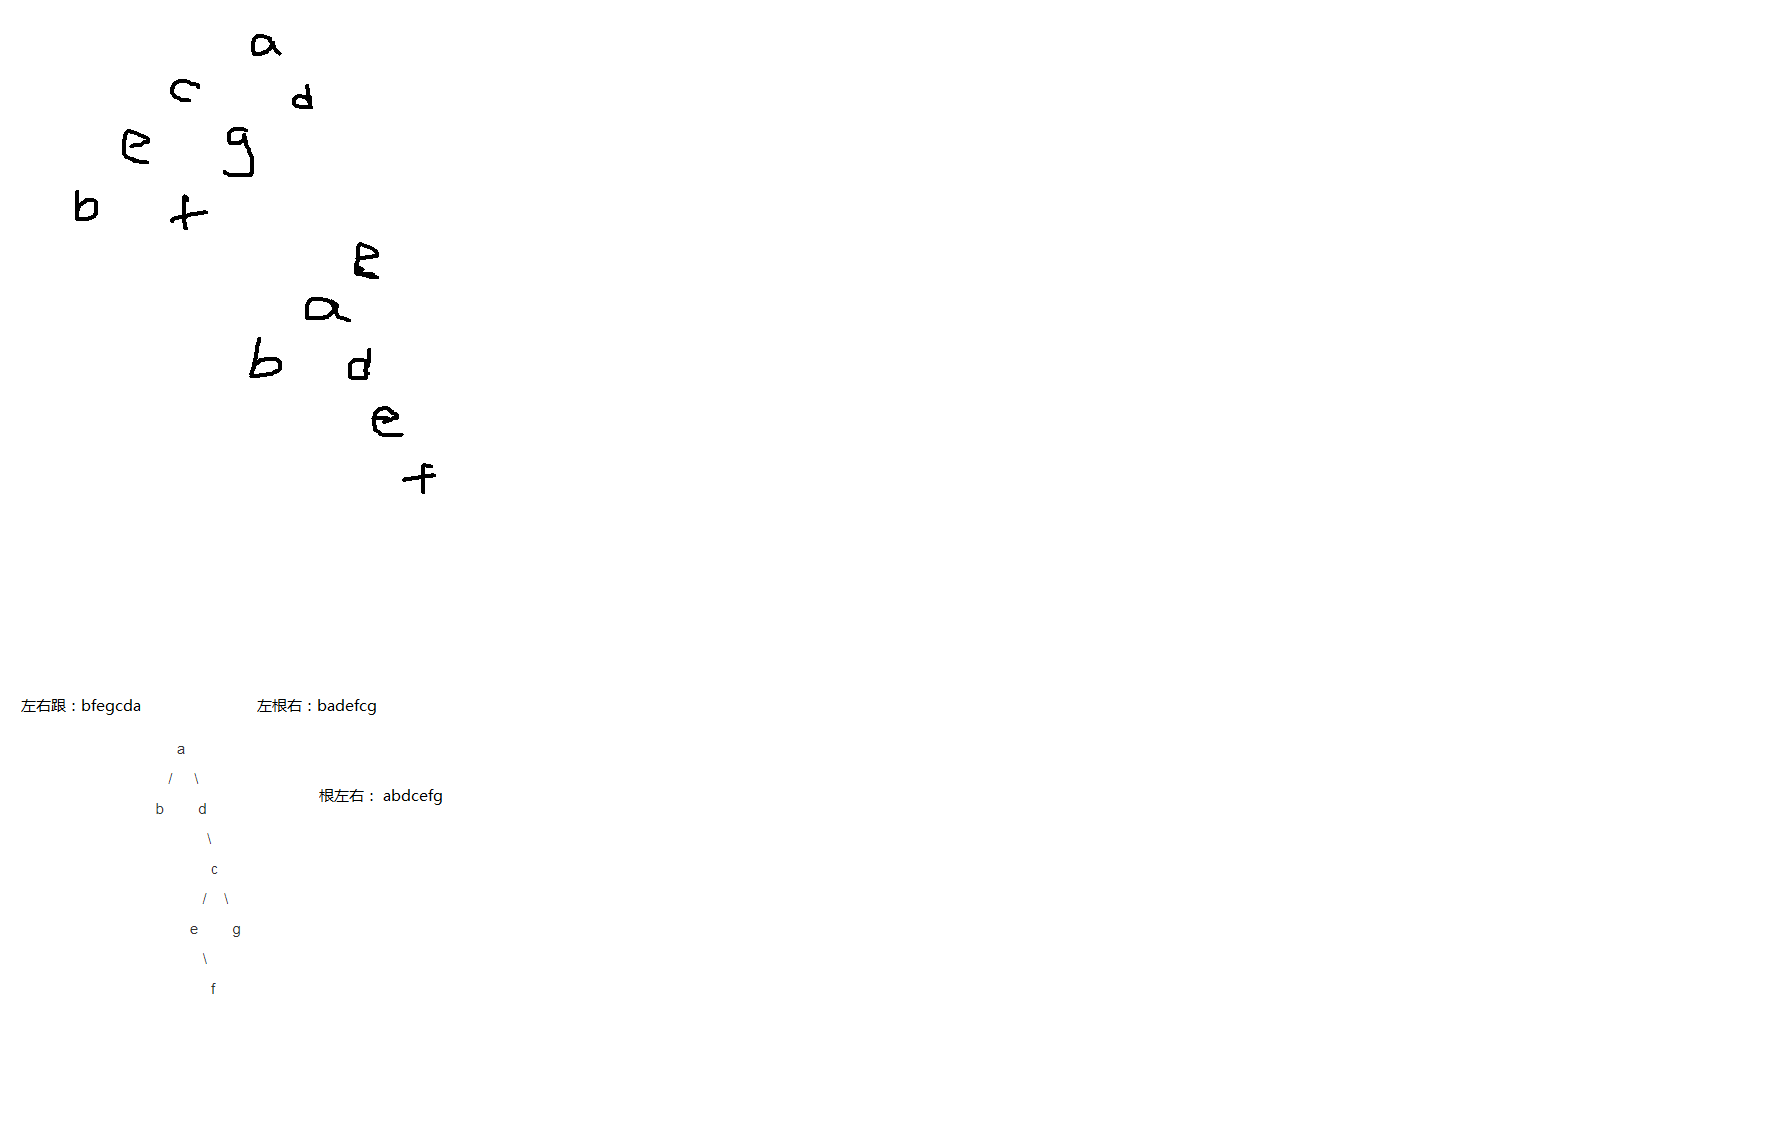 a
c d
e g
b f
e
a
b d
e
f
左右跟：bfegcda 左根右：badefcg
a
/ \
根左右： abdcefg
b d
\
c
/ \
e g
\
f